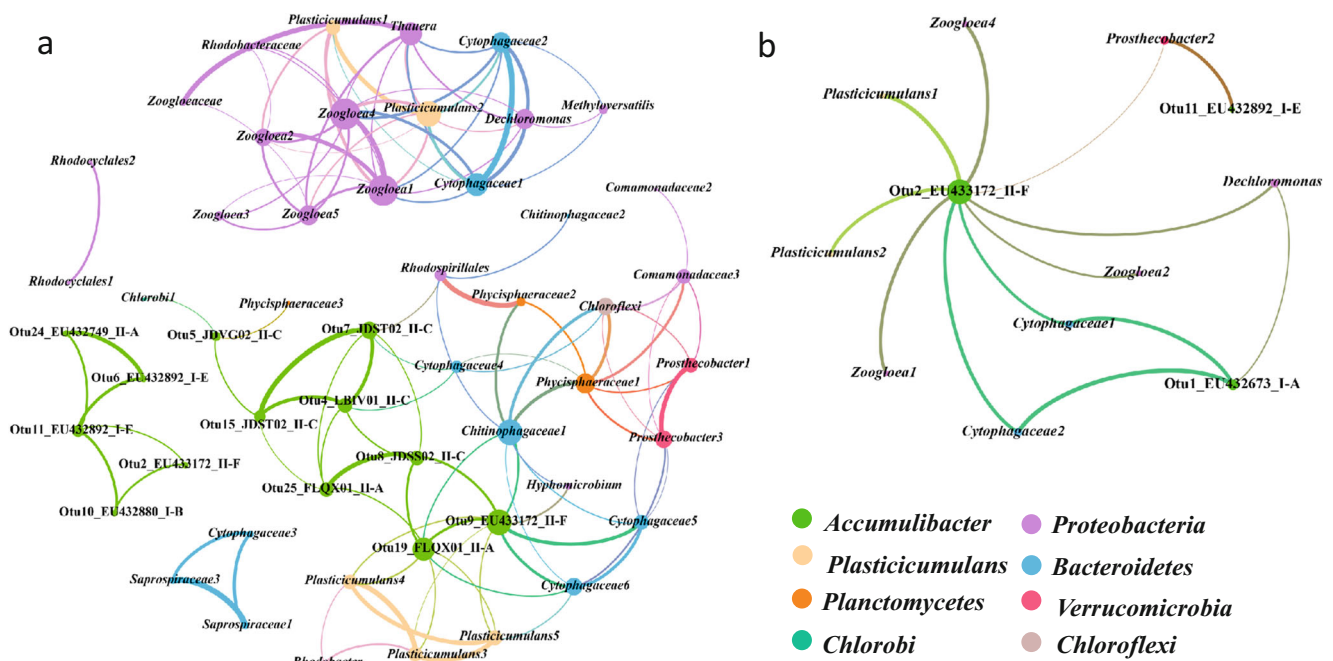 a
Plasticicumulans1
Thauera
Rhodobacteraceae
Cytophagaceae2
Zoogloeaceae
Zoogloea4
Plasticicumulans2
Methyloversatilis
Dechloromonas
Zoogloea2
Rhodocyclales2
Zoogloea1
Cytophagaceae1
Comamonadaceae2
Zoogloea3
Zoogloea5
Chitinophagaceae2
Rhodocyclales1
Rhodospirillales
Comamonadaceae3
Chlorobi1
Phycisphaeraceae3
Phycisphaeraceae2
Chloroflexi
Otu24_EU432749_II-A
Otu5_JDVG02_II-C
Otu7_JDST02_II-C
Cytophagaceae4
Prosthecobacter1
Otu6_EU432892_I-E
Phycisphaeraceae1
Otu4_LBIV01_II-C
Otu15_JDST02_II-C
Otu11_EU432892_I-E
Chitinophagaceae1
Prosthecobacter3
Otu8_JDSS02_II-C
Otu2_EU433172_II-F
Otu25_FLQX01_II-A
Hyphomicrobium
Otu10_EU432880_I-B
Otu9_EU433172_II-F
Cytophagaceae5
Cytophagaceae3
Otu19_FLQX01_II-A
Saprospiraceae3
Plasticicumulans4
Cytophagaceae6
Saprospiraceae1
Plasticicumulans5
Plasticicumulans3
Rhodobacter
b
Zoogloea4
Prosthecobacter2
Plasticicumulans1
Otu11_EU432892_I-E
Otu2_EU433172_II-F
Dechloromonas
Plasticicumulans2
Zoogloea2
Cytophagaceae1
Zoogloea1
Otu1_EU432673_I-A
Cytophagaceae2
Accumulibacter
Proteobacteria
Plasticicumulans
Bacteroidetes
Planctomycetes
Verrucomicrobia
Chlorobi
Chloroflexi